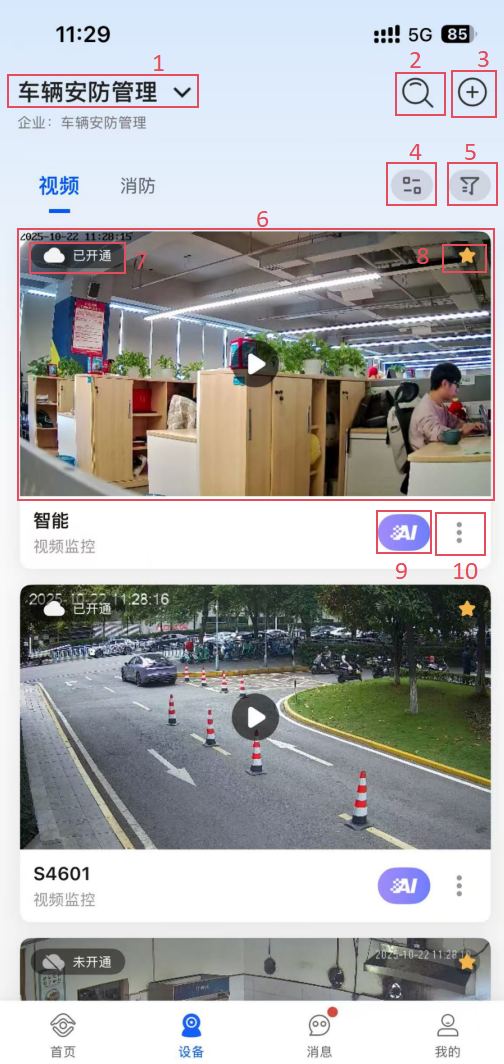 11:29
5G 85
1
2
3
车辆安防管理
企业：车辆安防管理
4
5
视频
消防
6
2025-10-22 11:28:15
已开通
7
8
智能
视频监控
AI
9
10
2025-10-22 11:28:16
已开通
S4601
视频监控
AI
未开通
2025-10-22 11:28:1
首页
设备
消息
我的